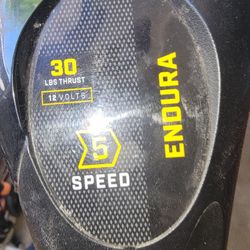 30
LBS THRUST
12 VOLTS
5
SPEED
ENDURA